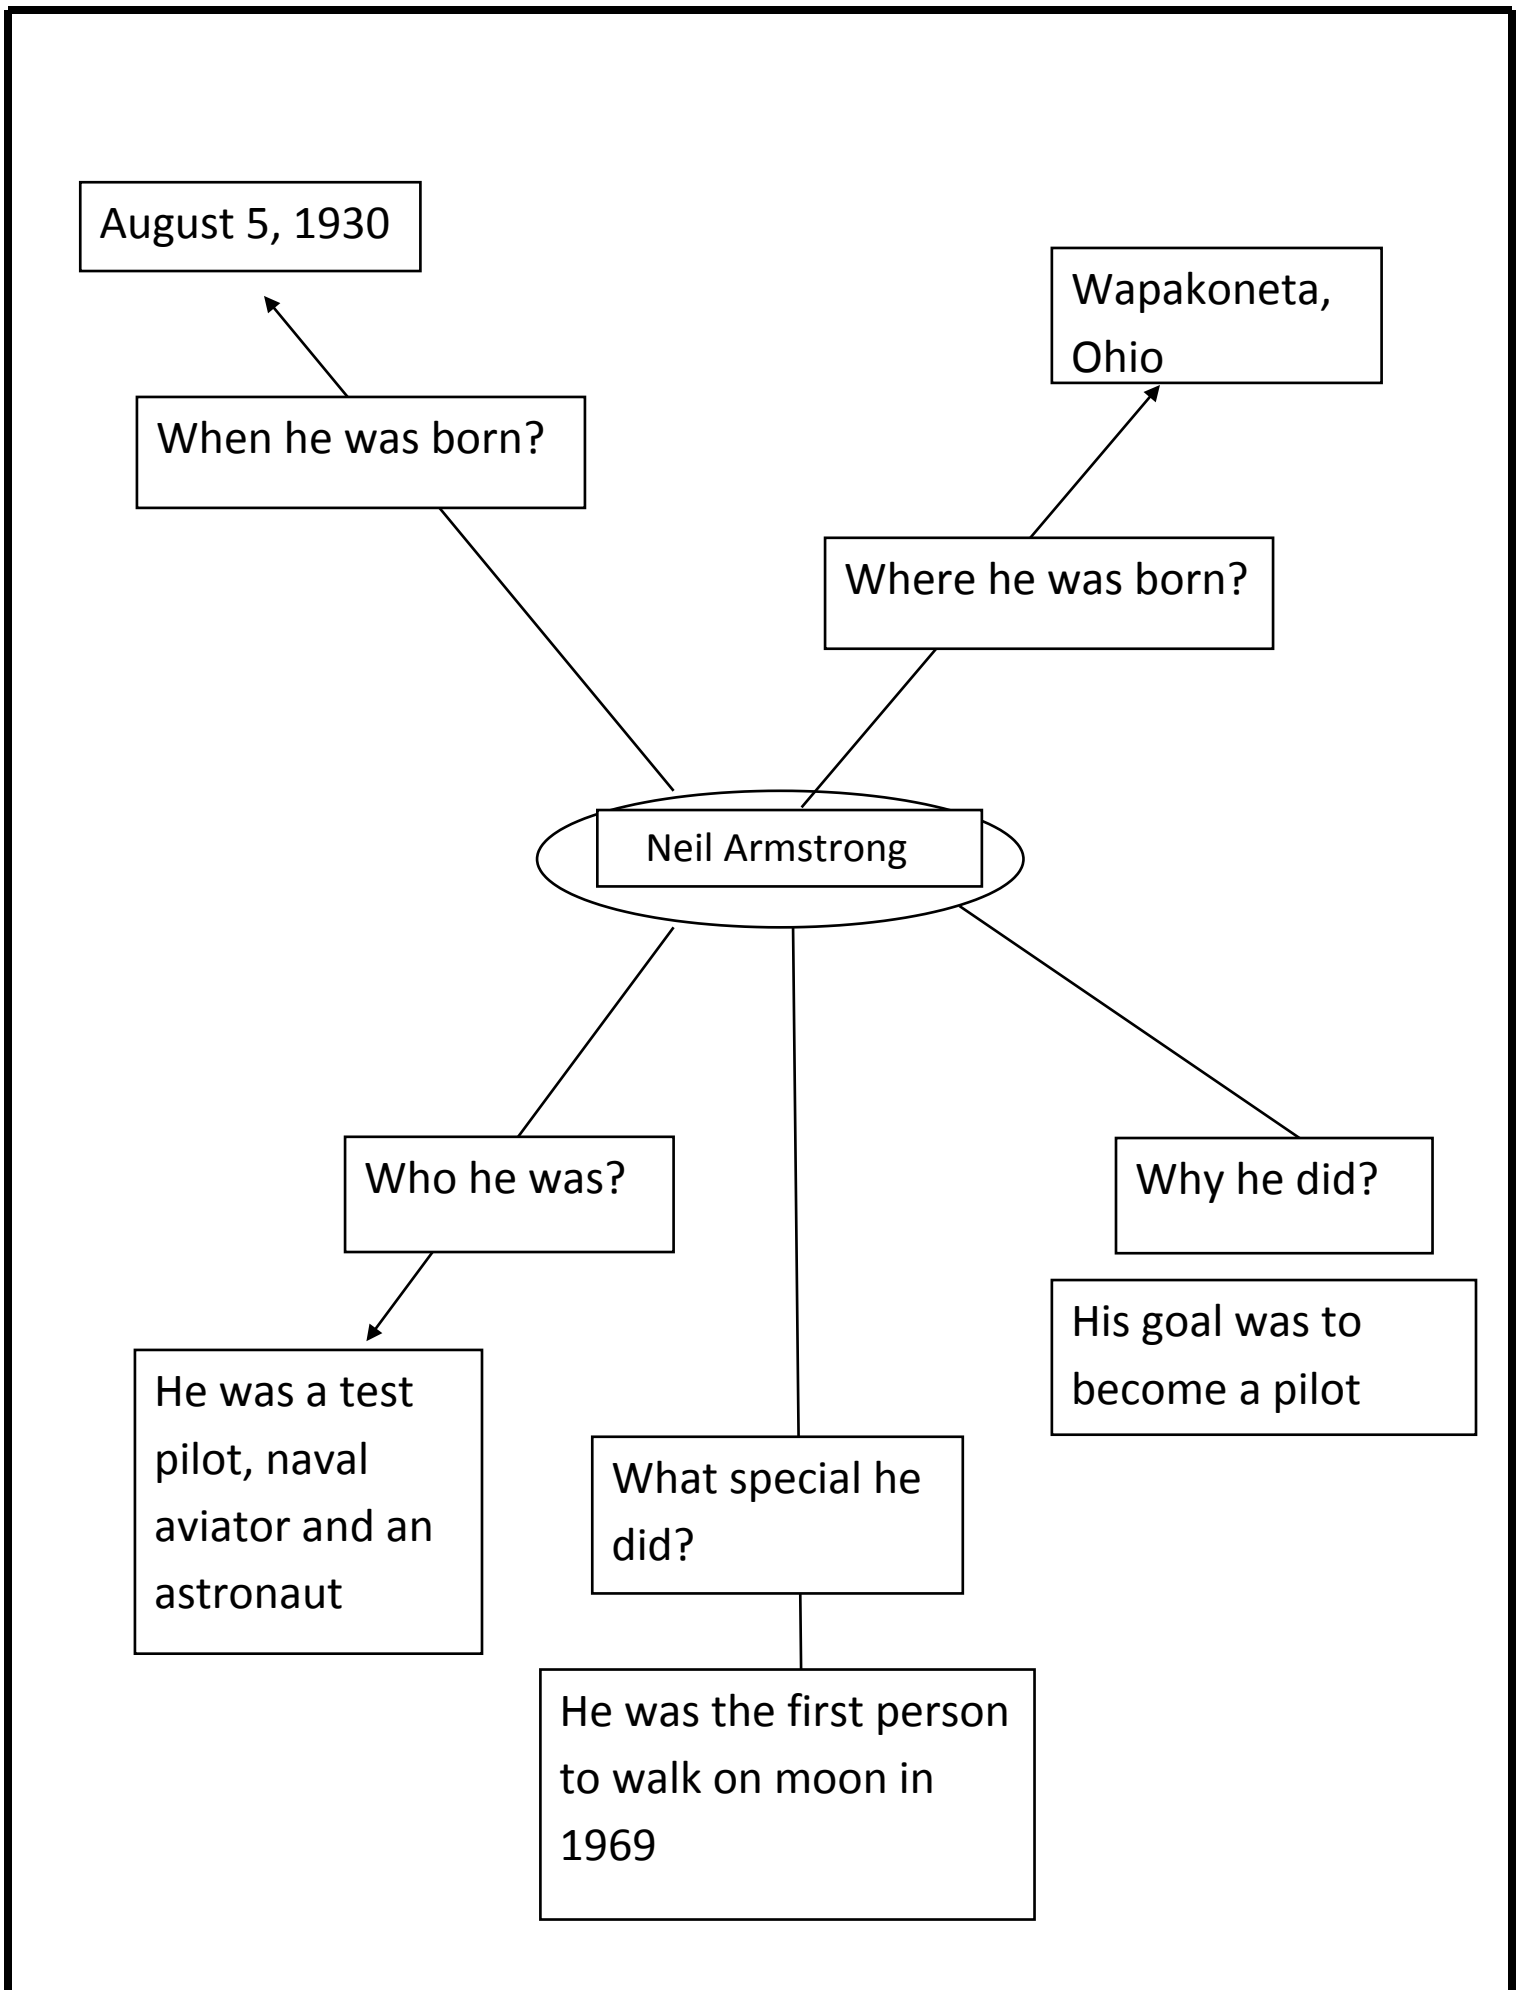 August 5, 1930
Wapakoneta,
Ohio
When he was born?
Where he was born?
Neil Armstrong
Who he was?
Why he did?
His goal was to
become a pilot
He was a test
pilot, naval
aviator and an
astronaut
What special he
did?
He was the first person
to walk on moon in
1969